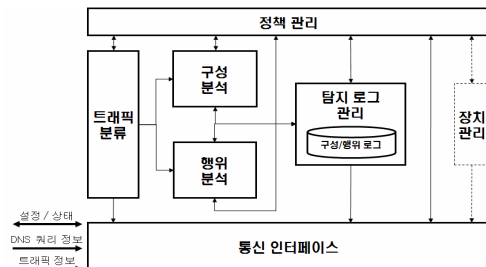 정책 관리
트래픽
분류
구성
분석
행위
분석
탐지 로그
관리
구성/행위 로그
장치
관리
설정 / 상태
DNS 쿼리 정보
트래픽 정보
통신 인터페이스